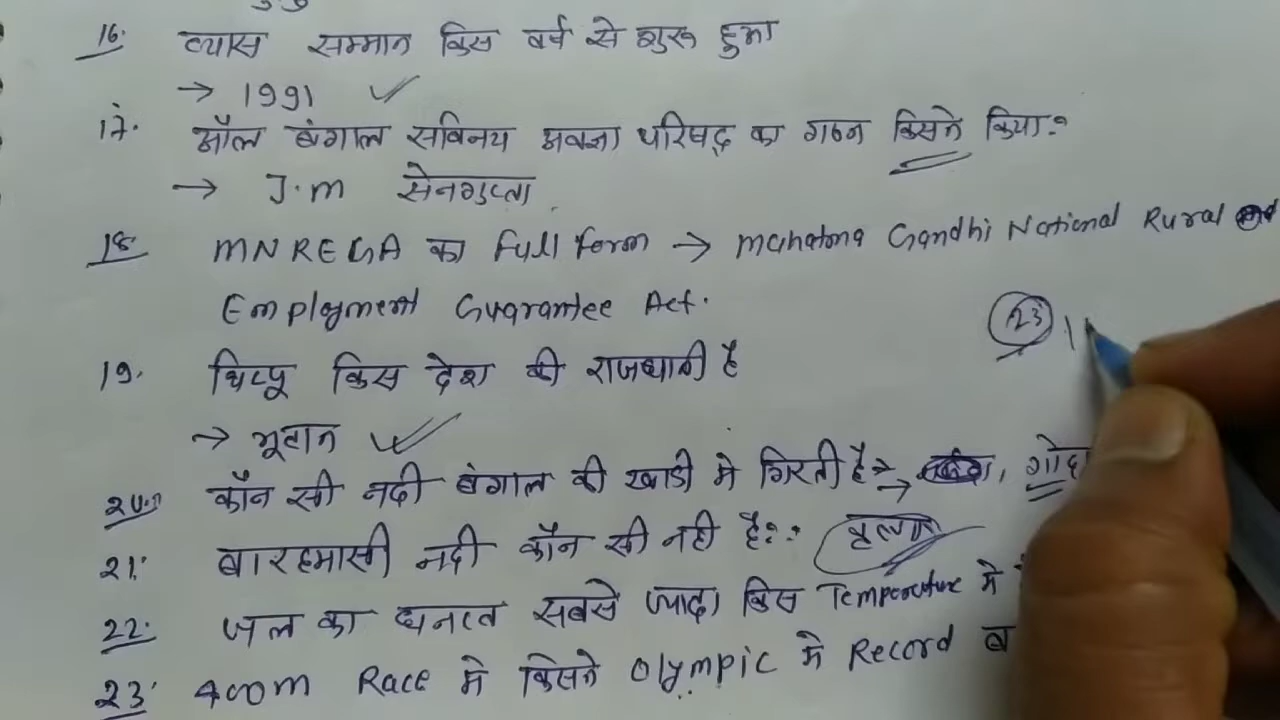 16. व्यास सम्मान किस वर्ष से शुरू हुआ
→ 1991 ✓
17. ऑल बंगाल सविनय अवज्ञा परिषद् का गठन किसने किया?
→ J.m सेनगुप्ता
18. MNREGA का Full form → Mahatma Gandhi National Rural
Employment Guarantee Act.
19. थिम्पू किस देश की राजधानी है
→ भूटान ✓
20. कौन सी नदी बंगाल की खाडी मे गिरती है →
21. बारहमासी नदी कौन सी नही है?
22. जल का घनत्व सबसे ज्यादा किस Temperature मे
23. 400m Race मे किसने Olympic मे Record
23